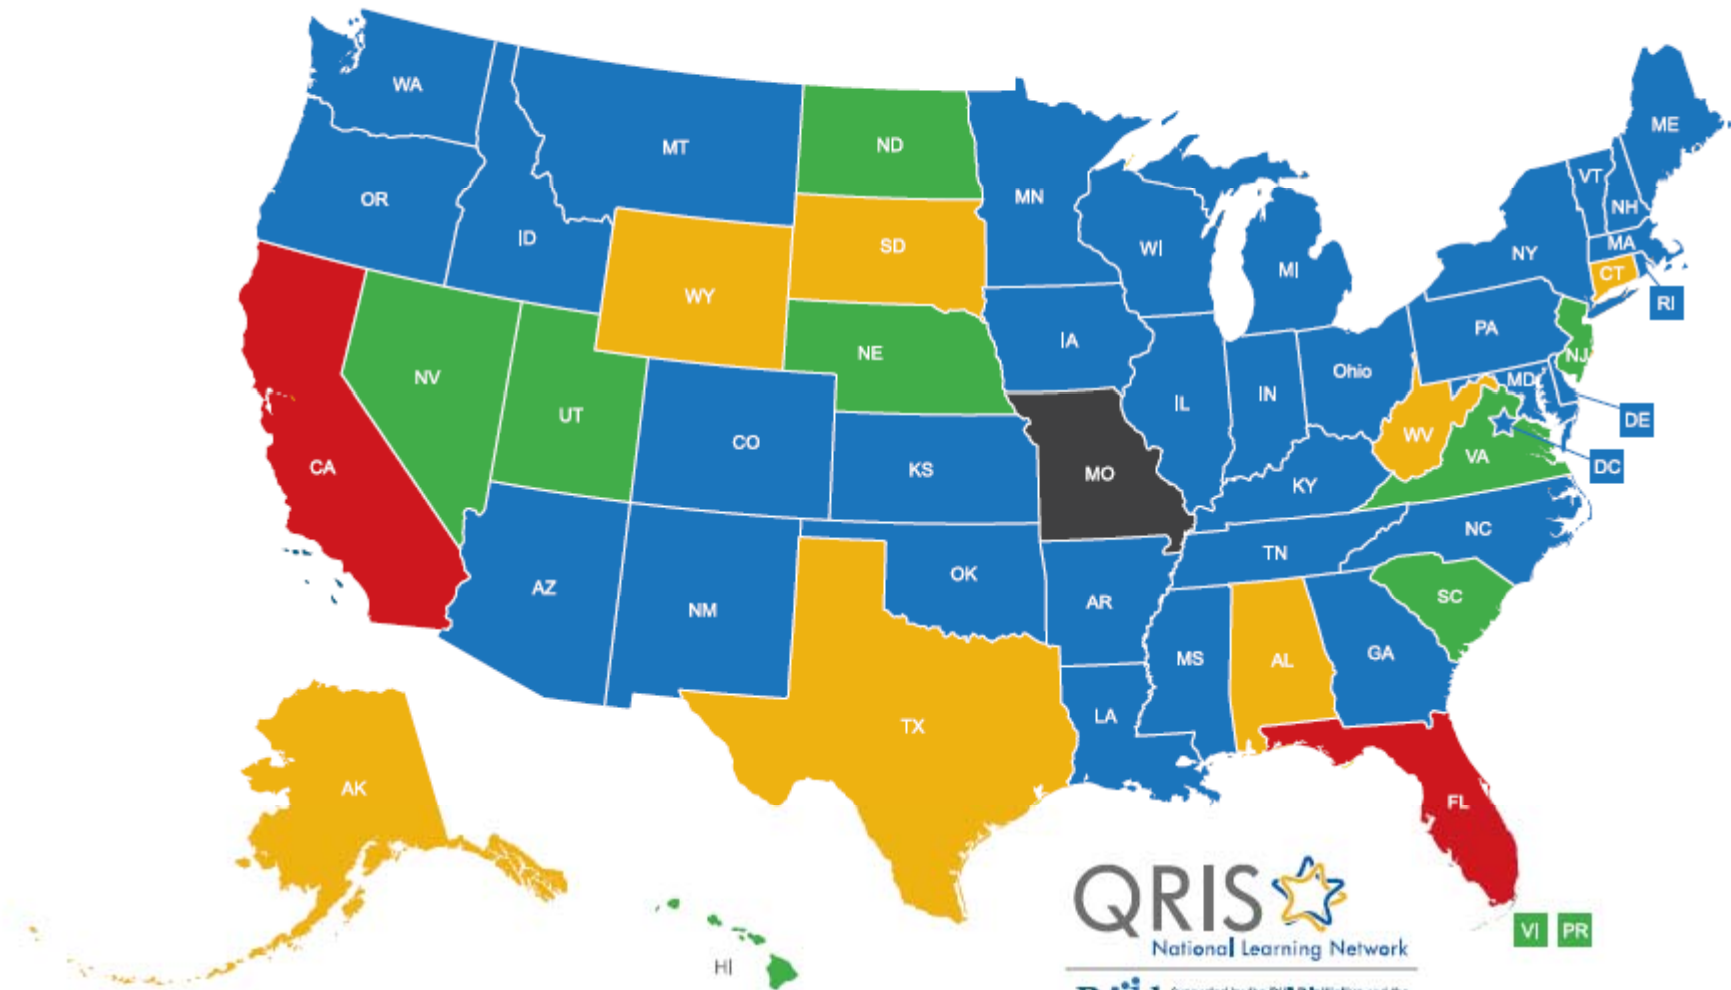 WA
MT
ND
ME
OR
ID
MN
VT
NH
WI
MI
NY
MA
SD
WY
CT
RI
NE
IA
PA
NV
UT
CO
KS
MO
IL
IN
Ohio
NJ
MD
DE
WV
VA
DC
CA
KY
NC
AZ
NM
OK
TN
AR
SC
MS
AL
GA
TX
LA
AK
FL
HI
QRIS
National Learning Network
VI PR